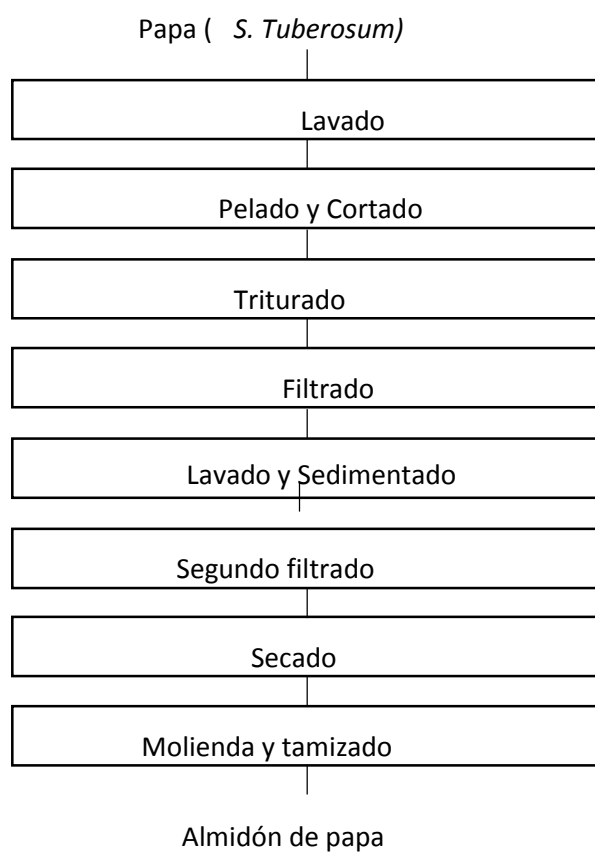 Papa ( S. Tuberosum)
Lavado
Pelado y Cortado
Triturado
Filtrado
Lavado y Sedimentado
Segundo filtrado
Secado
Molienda y tamizado
Almidón de papa